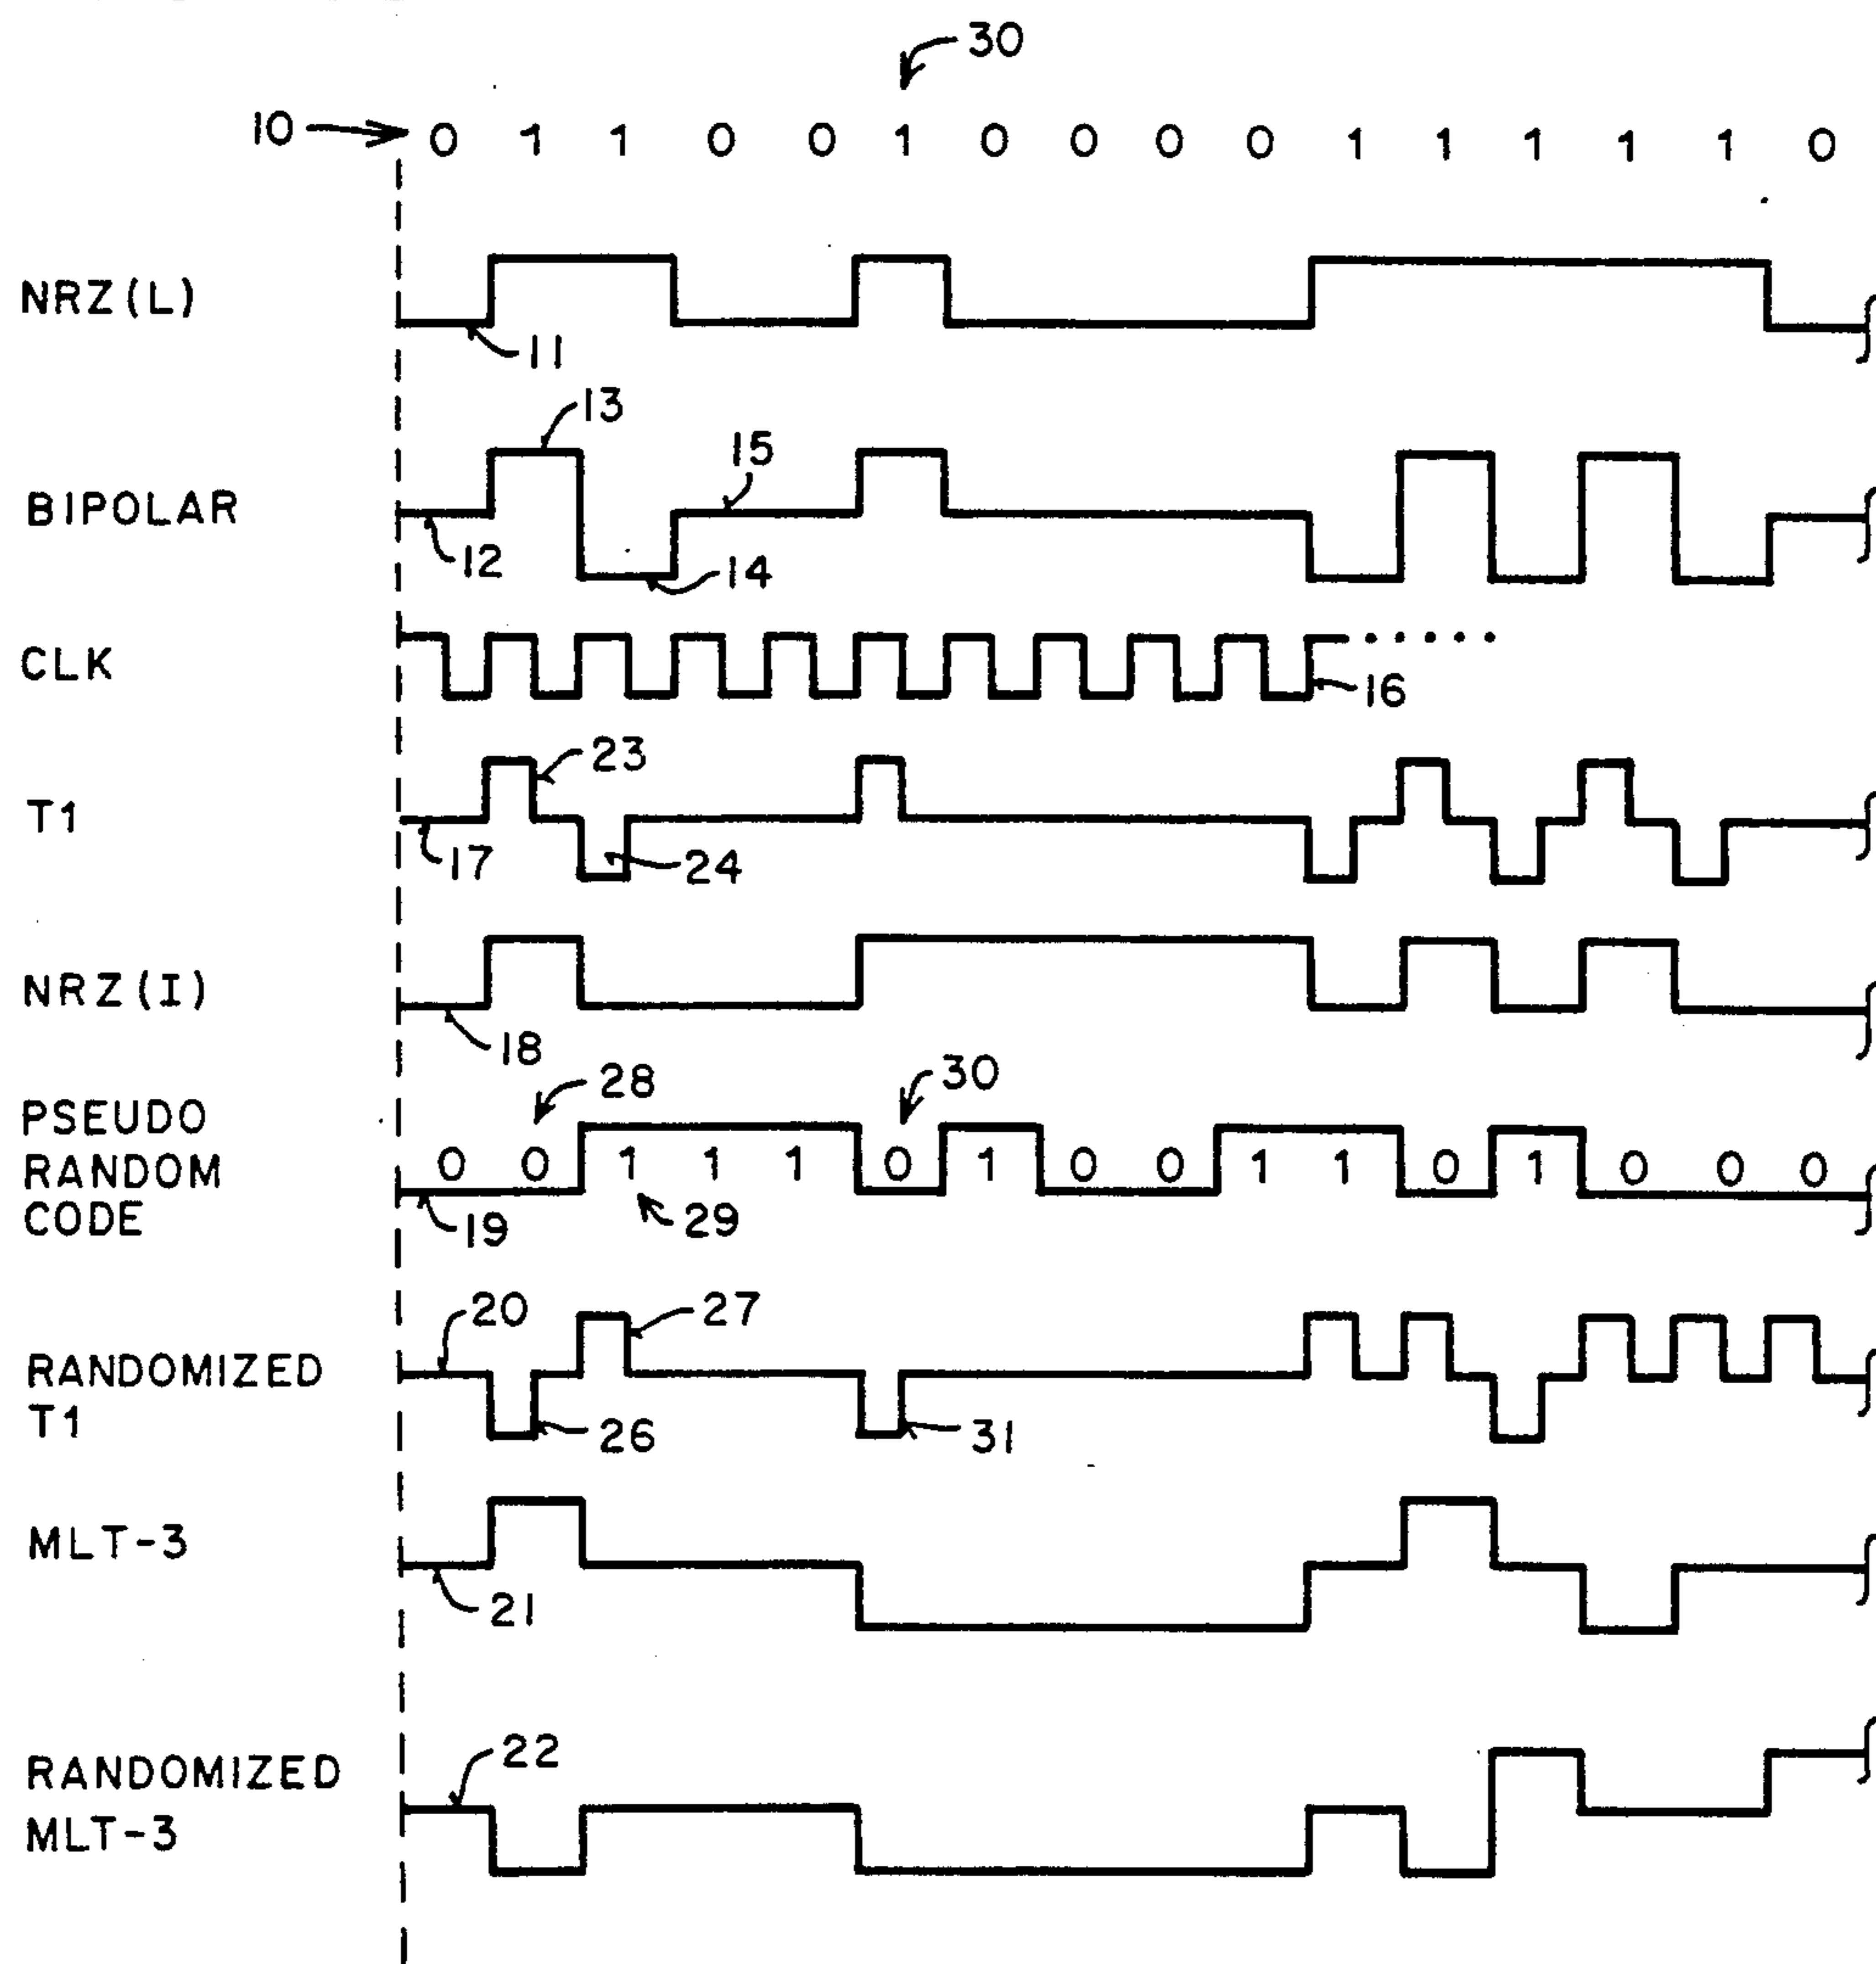 30
10 0 1 1 0 0 1 0 0 0 0 1 1 1 1 1 0
NRZ(L)
11
13
15
BIPOLAR
12
14
CLK
16
23
T1
17
24
NRZ(I)
18
28
30
PSEUDO
RANDOM
CODE
0 0 1 1 1 0 1 0 0 1 1 0 1 0 0 0
19
29
20
27
RANDOMIZED
T1
26
31
MLT-3
21
22
RANDOMIZED
MLT-3